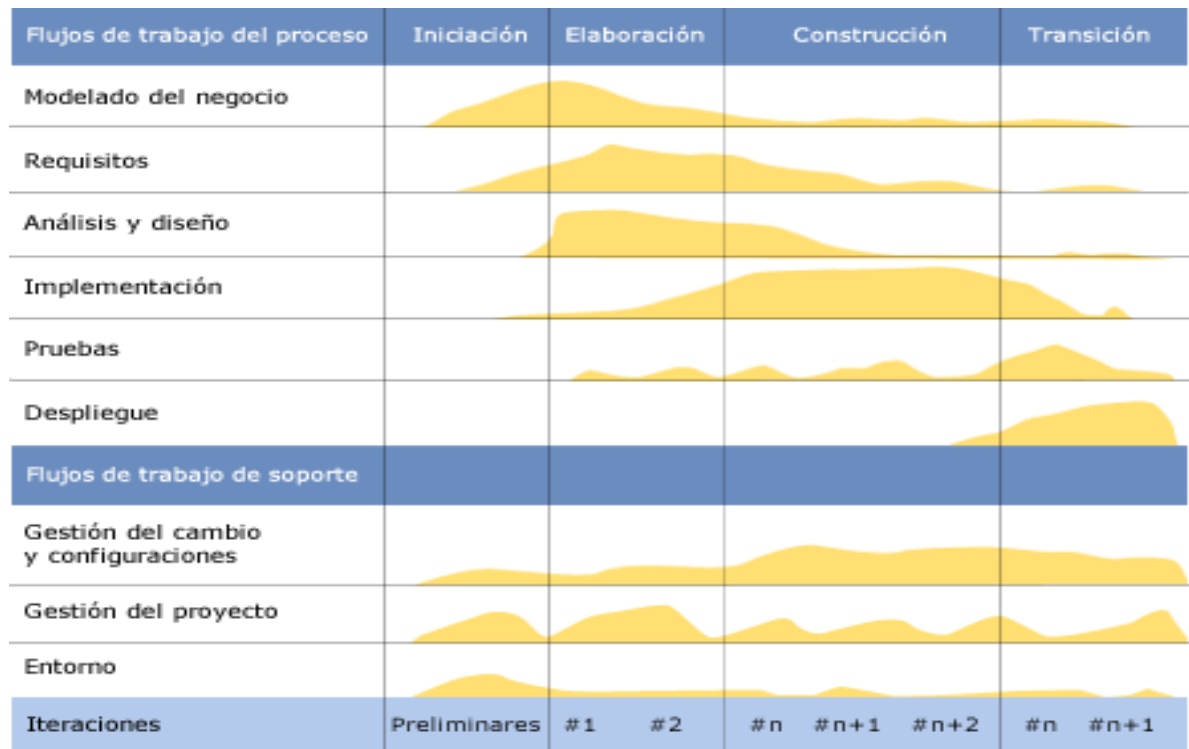 Flujos de trabajo del proceso Iniciación Elaboración Construcción Transición
Modelado del negocio
Requisitos
Análisis y diseño
Implementación
Pruebas
Despliegue
Flujos de trabajo de soporte
Gestión del cambio
y configuraciones
Gestión del proyecto
Entorno
Iteraciones Preliminares #1 #2 #n #n+1 #n+2 #n #n+1